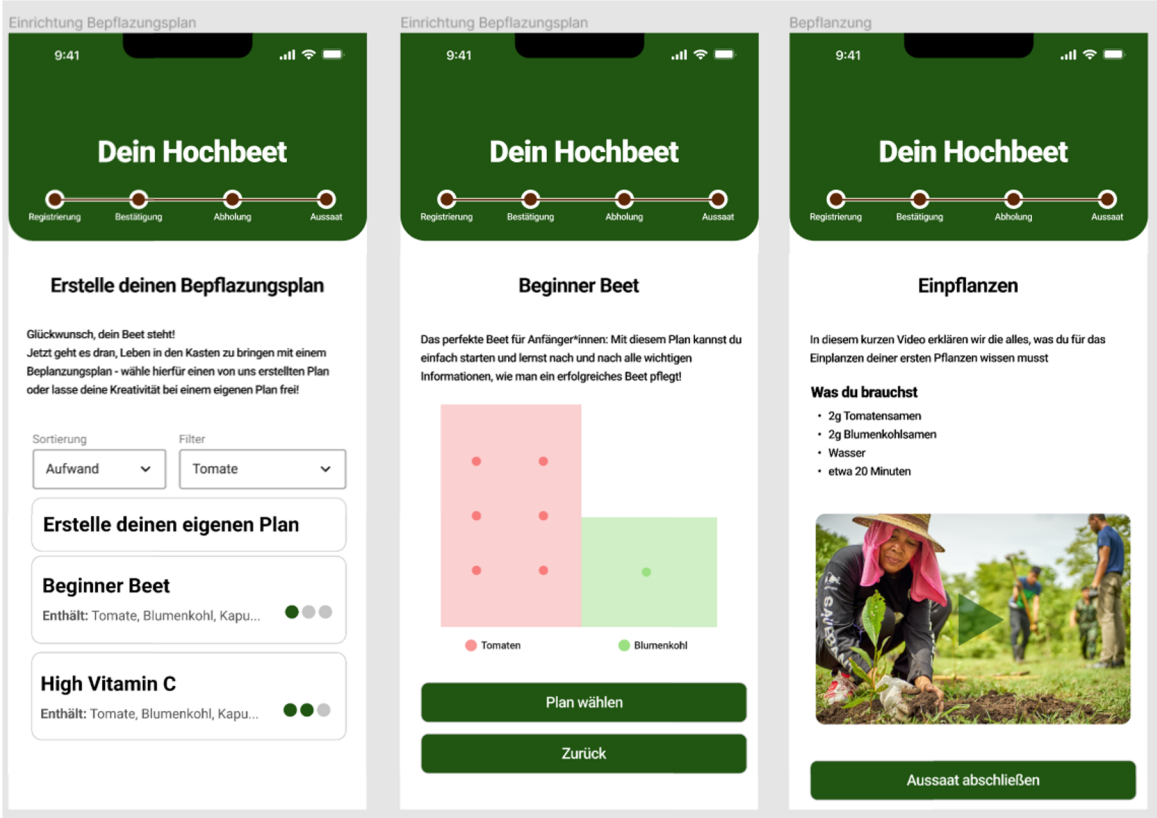 Einrichtung Bepflazungsplan
9:41
Dein Hochbeet
Registrierung
Bestätigung
Abholung
Aussaat
Erstelle deinen Bepflazungsplan
Glückwunsch, dein Beet steht!
Jetzt geht es dran, Leben in den Kasten zu bringen mit einem
Beplanzungsplan - wähle hierfür einen von uns erstellten Plan
oder lasse deine Kreativität bei einem eigenen Plan frei!
Sortierung
Filter
Aufwand
Tomate
Erstelle deinen eigenen Plan
Beginner Beet
Enthält: Tomate, Blumenkohl, Kapu...
High Vitamin C
Enthält: Tomate, Blumenkohl, Kapu...
Einrichtung Bepflazungsplan
9:41
Dein Hochbeet
Registrierung
Bestätigung
Abholung
Aussaat
Beginner Beet
Das perfekte Beet für Anfänger*innen: Mit diesem Plan kannst du
einfach starten und lernst nach und nach alle wichtigen
Informationen, wie man ein erfolgreiches Beet pflegt!
Tomaten
Blumenkohl
Plan wählen
Zurück
Bepflanzung
9:41
Dein Hochbeet
Registrierung
Bestätigung
Abholung
Aussaat
Einpflanzen
In diesem kurzen Video erklären wir die alles, was du für das
Einplanzen deiner ersten Pflanzen wissen musst
Was du brauchst
• 2g Tomatensamen
• 2g Blumenkohlsamen
• Wasser
• etwa 20 Minuten
Aussaat abschließen